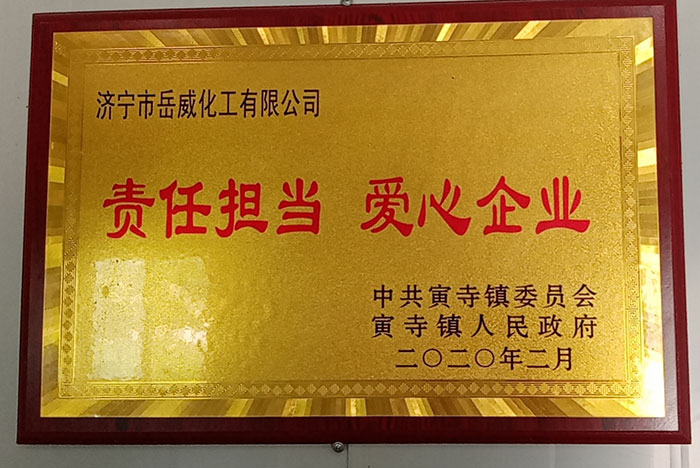 济宁市岳威化工有限公司
责任担当 爱心企业
中共寅寺镇委员会
寅寺镇人民政府
二〇二〇年二月